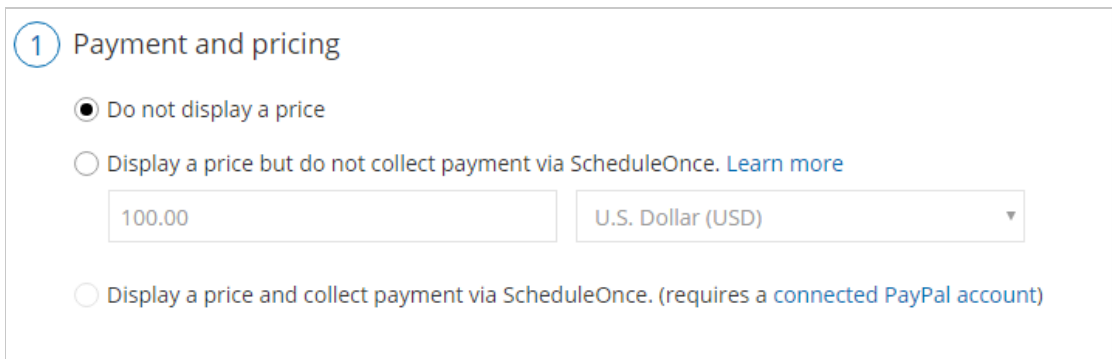 1 Payment and pricing
Do not display a price
Display a price but do not collect payment via ScheduleOnce. Learn more
100.00 U.S. Dollar (USD)
Display a price and collect payment via ScheduleOnce. (requires a connected PayPal account)